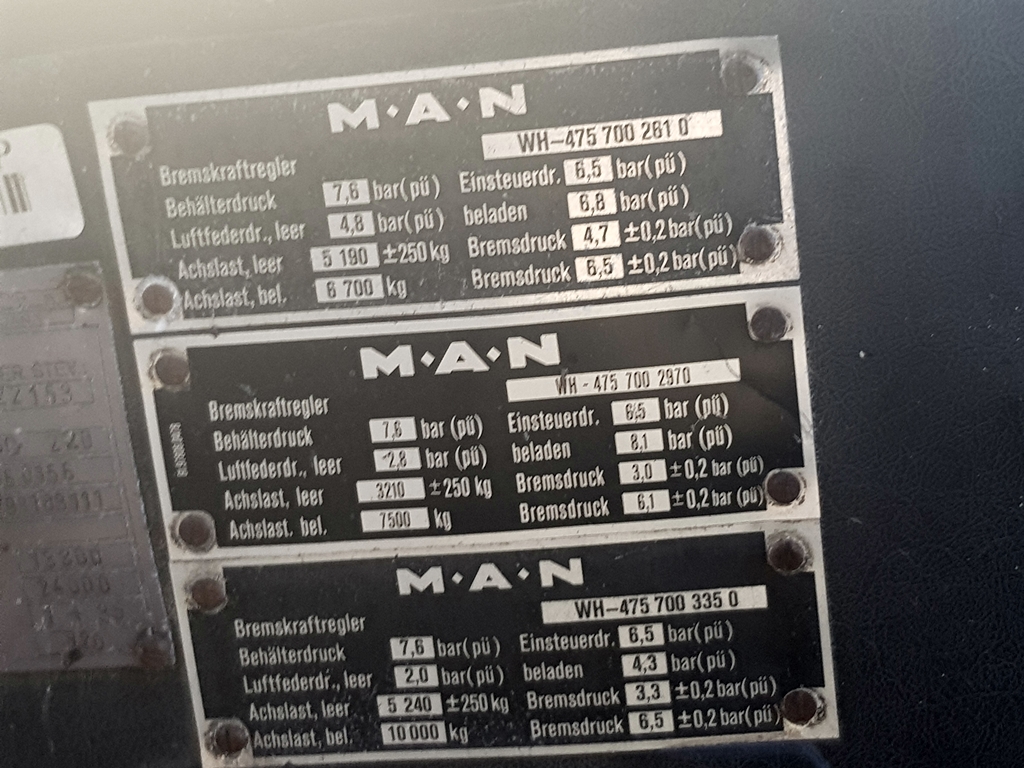 M·A·N
WH–475 700 281 0
Bremskraftregler
Behälterdruck 7,6 bar(pü) Einsteuerdr. 6,5 bar(pü)
Luftfederdr., leer 4,8 bar(pü) beladen 6,8 bar(pü)
Achslast, leer 5 190 ±250 kg Bremsdruck 4,7 ±0,2 bar(pü)
Achslast, bel. 6 700 kg Bremsdruck 6,5 ±0,2 bar(pü)
M·A·N
WH - 475 700 2970
Bremskraftregler
Behälterdruck 7,6 bar (pü) Einsteuerdr. 6,5 bar (pü)
Luftfederdr., leer 2,8 bar (pü) beladen 8,1 bar (pü)
Achslast, leer 3210 ±250 kg Bremsdruck 3,0 ±0,2 bar (pü)
Achslast. bel. 7500 kg Bremsdruck 6,1 ±0,2 bar (pü)
M·A·N
WH–475 700 335 0
Bremskraftregler
Behälterdruck 7,6 bar(pü) Einsteuerdr. 6,5 bar(pü)
Luftfederdr., leer 2,0 bar(pü) beladen 4,3 bar(pü)
Achslast, leer 5 240 ±250 kg Bremsdruck 3,3 ±0,2 bar(pü)
Achslast, bel. 10 000 kg Bremsdruck 6,5 ±0,2 bar(pü)